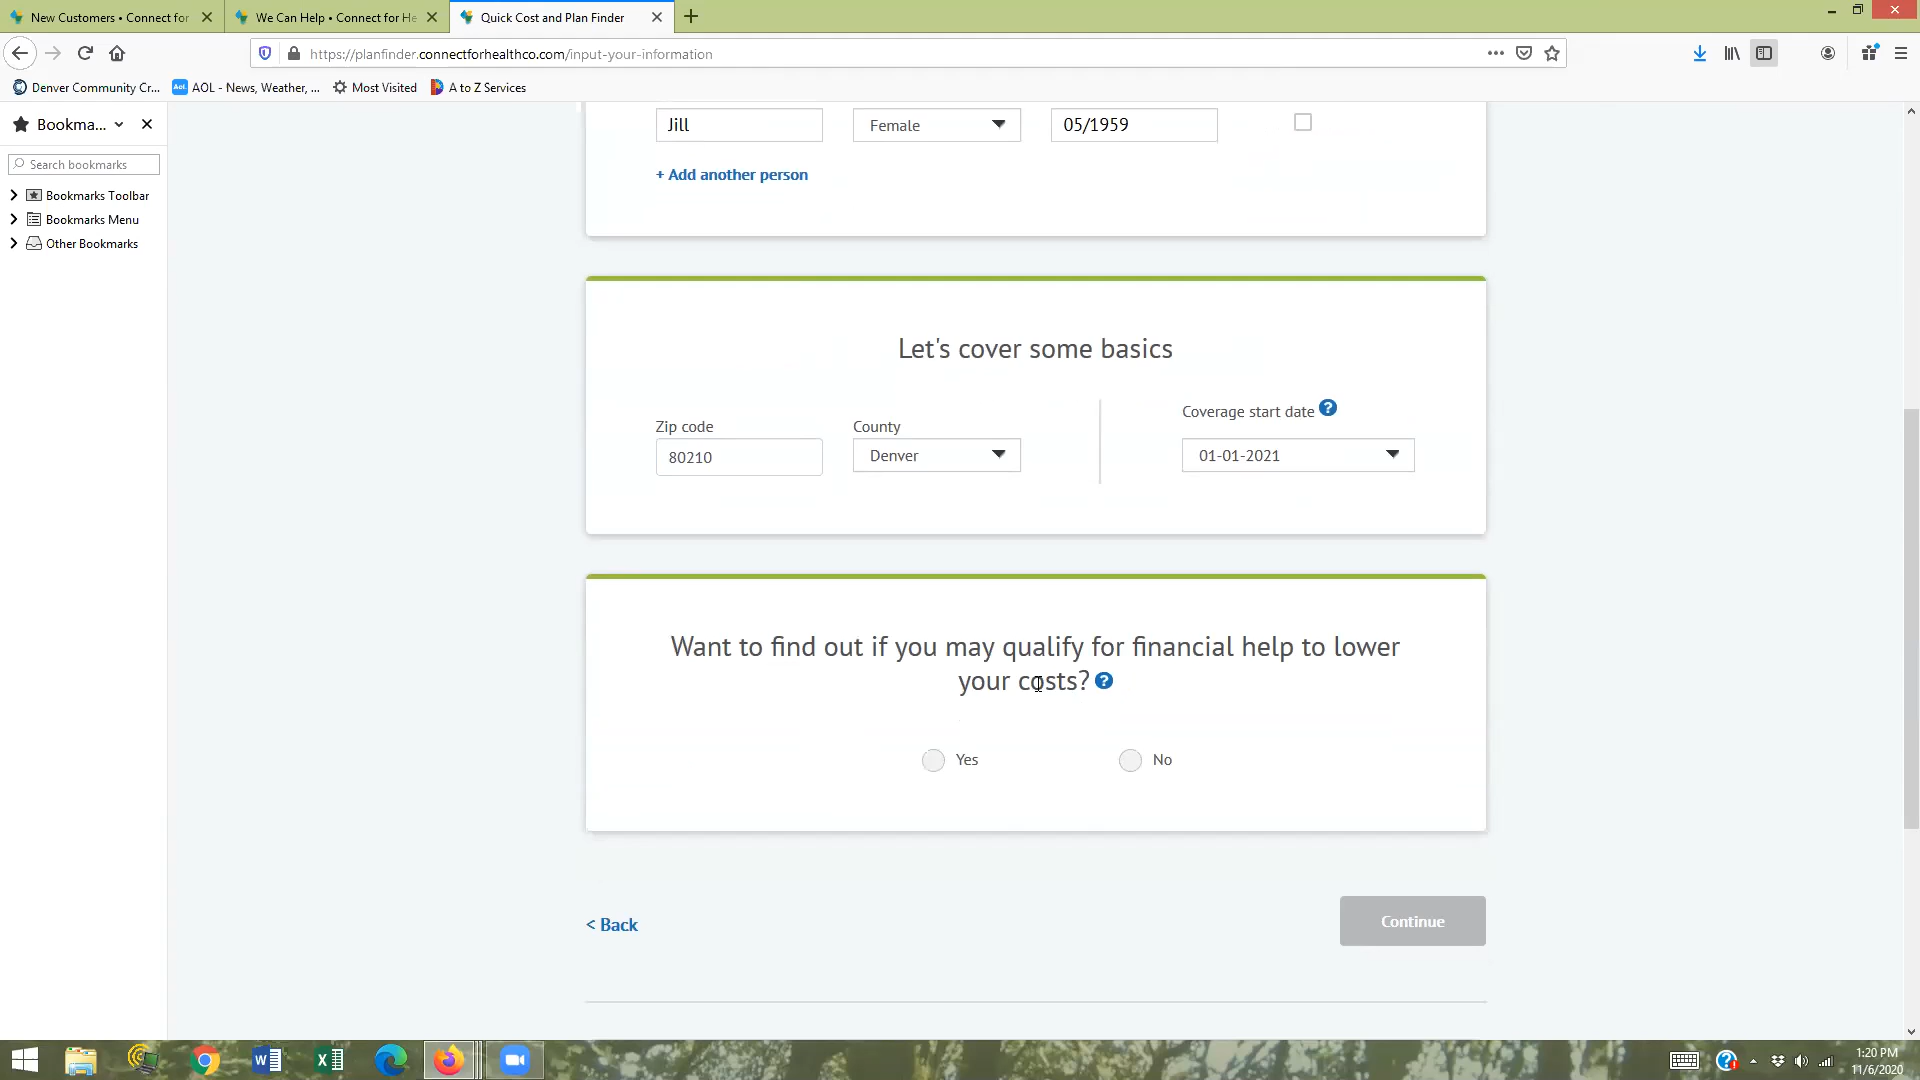 New Customers • Connect for
We Can Help • Connect for He
Quick Cost and Plan Finder
https://planfinder.connectforhealthco.com/input-your-information
Denver Community Cr...
AOL - News, Weather, ...
Most Visited
A to Z Services
Bookma...
Search bookmarks
Bookmarks Toolbar
Bookmarks Menu
Other Bookmarks
Jill
Female
05/1959
+ Add another person
Let's cover some basics
Zip code
County
Coverage start date
80210
Denver
01-01-2021
Want to find out if you may qualify for financial help to lower
your costs?
Yes
No
< Back
Continue
1:20 PM
11/6/2020